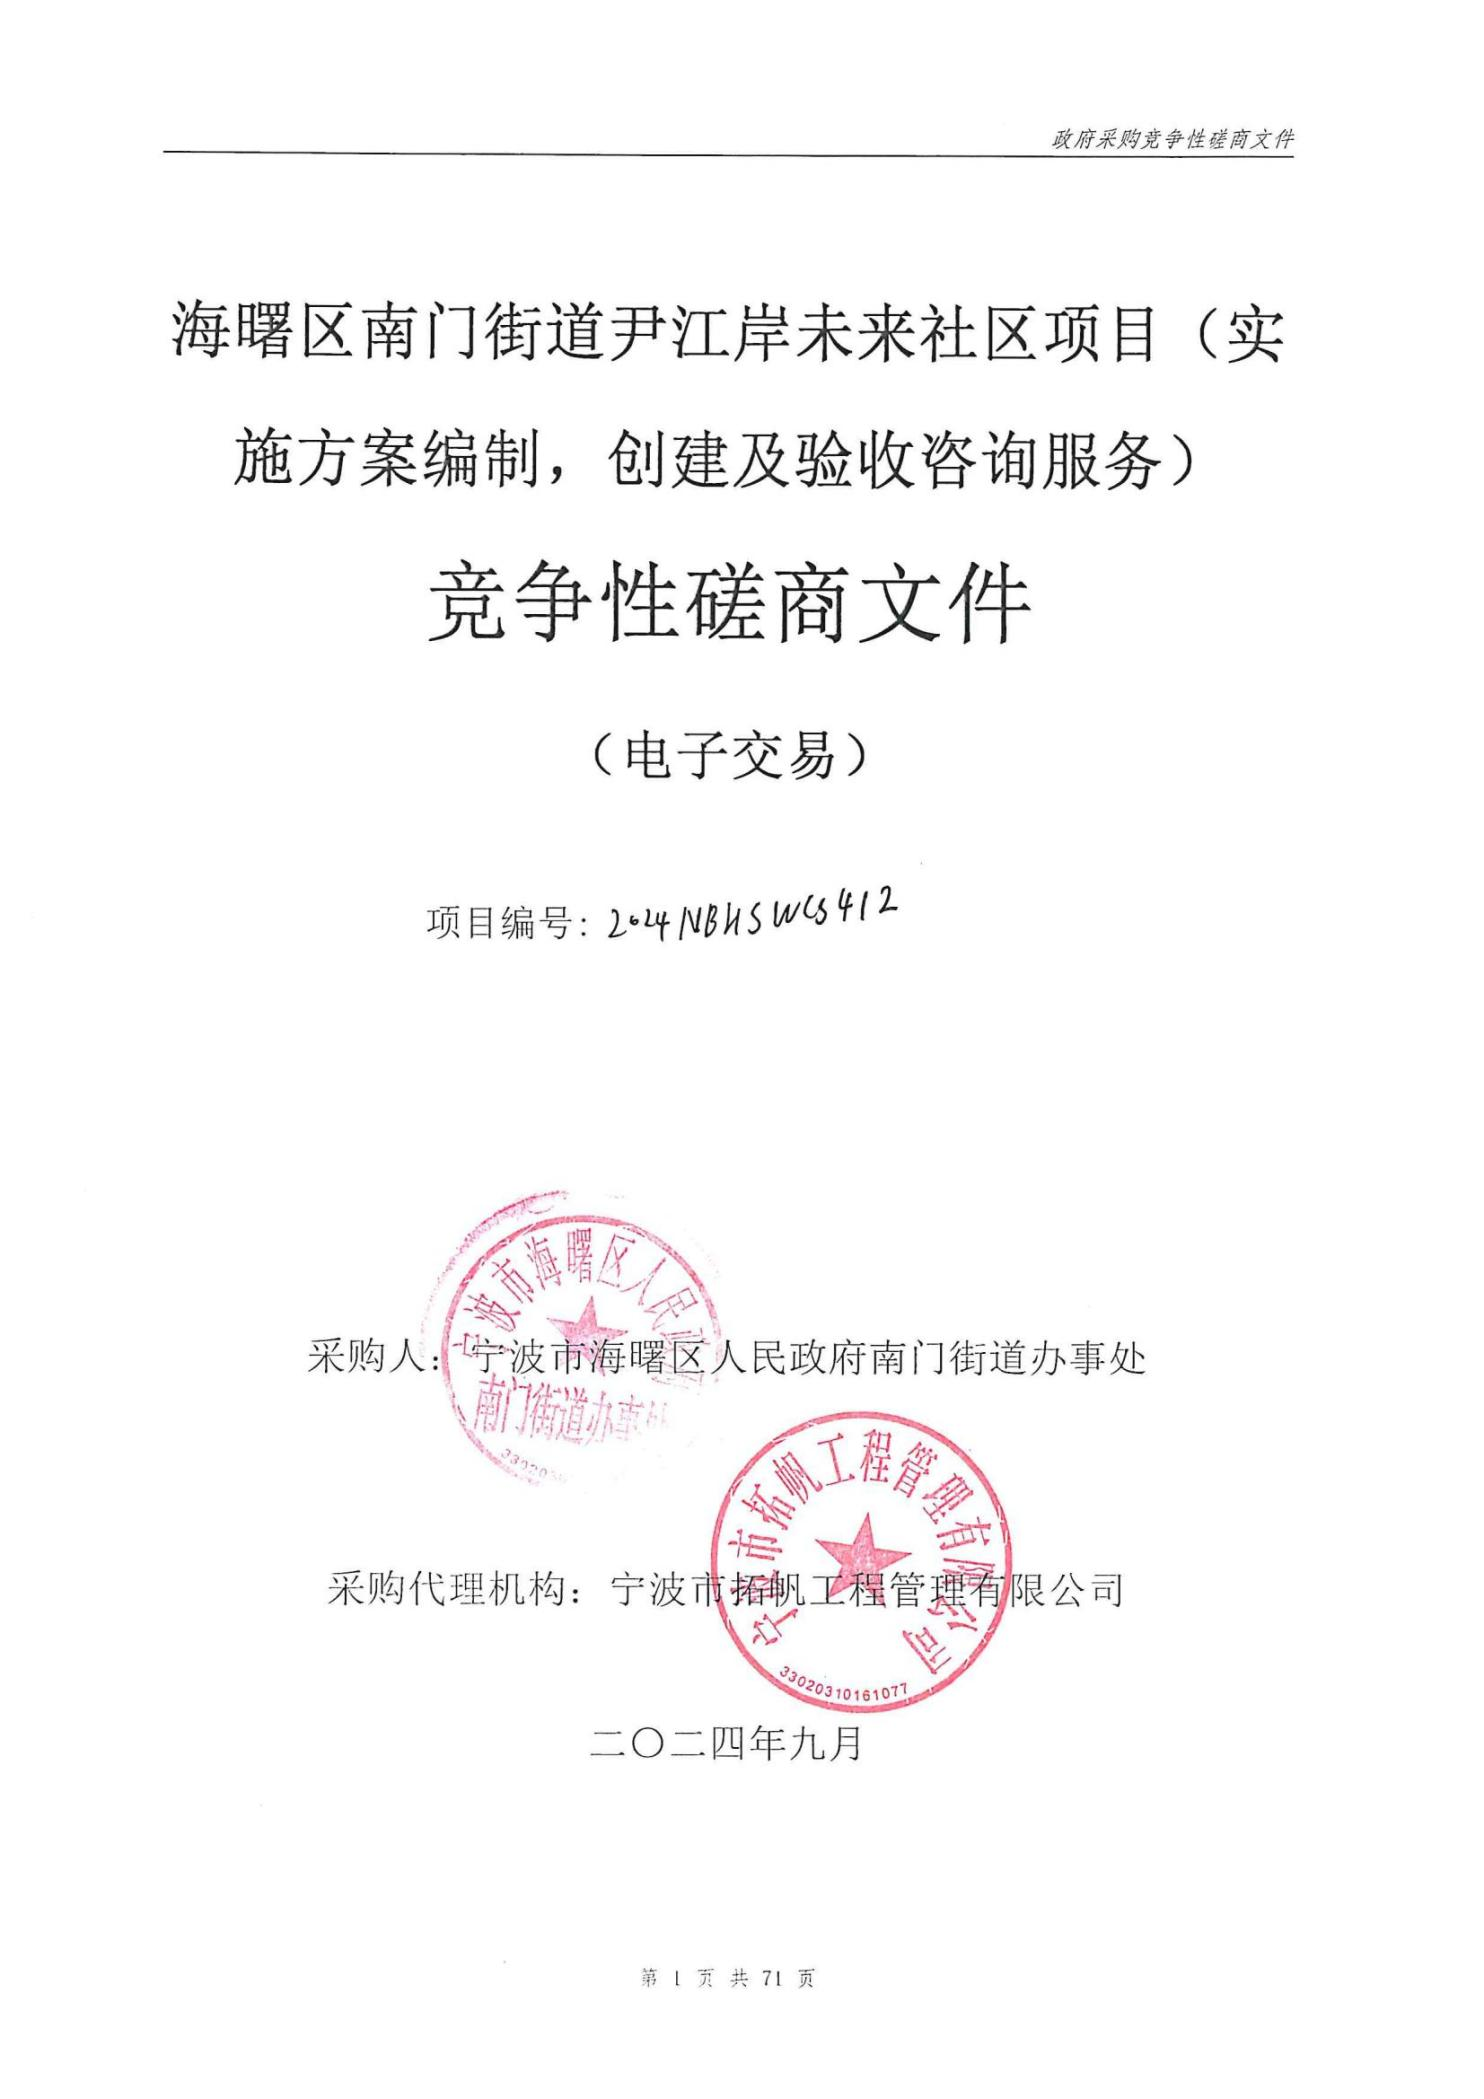 政府采购竞争性磋商文件
海曙区南门街道尹江岸未来社区项目（实
施方案编制，创建及验收咨询服务）
竞争性磋商文件
（电子交易）
项目编号：2024NBHSWCS412
宁波市海曙区人民政府
采购人：宁波市海曙区人民政府南门街道办事处
南门街道办事处
宁波市拓帆工程管理有限公司
采购代理机构：宁波市拓帆工程管理有限公司
33020310161077
二〇二四年九月
第 1 页 共 71 页